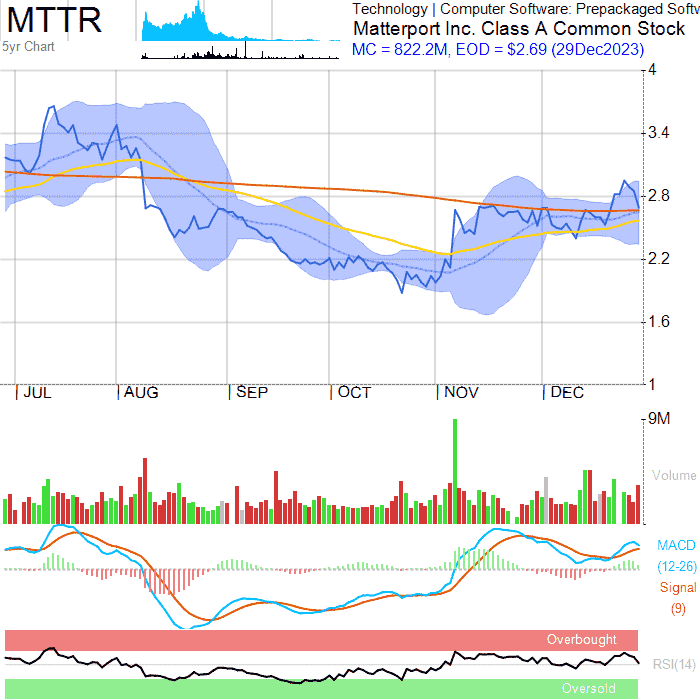 MTTR
5yr Chart
Technology | Computer Software: Prepackaged Softw
Matterport Inc. Class A Common Stock
MC = 822.2M, EOD = $2.69 (29Dec2023)
4
3.4
2.8
2.2
1.6
1
JUL AUG SEP OCT NOV DEC
9M
Volume
MACD
(12-26)
Signal
(9)
Overbought
RSI(14)
Oversold